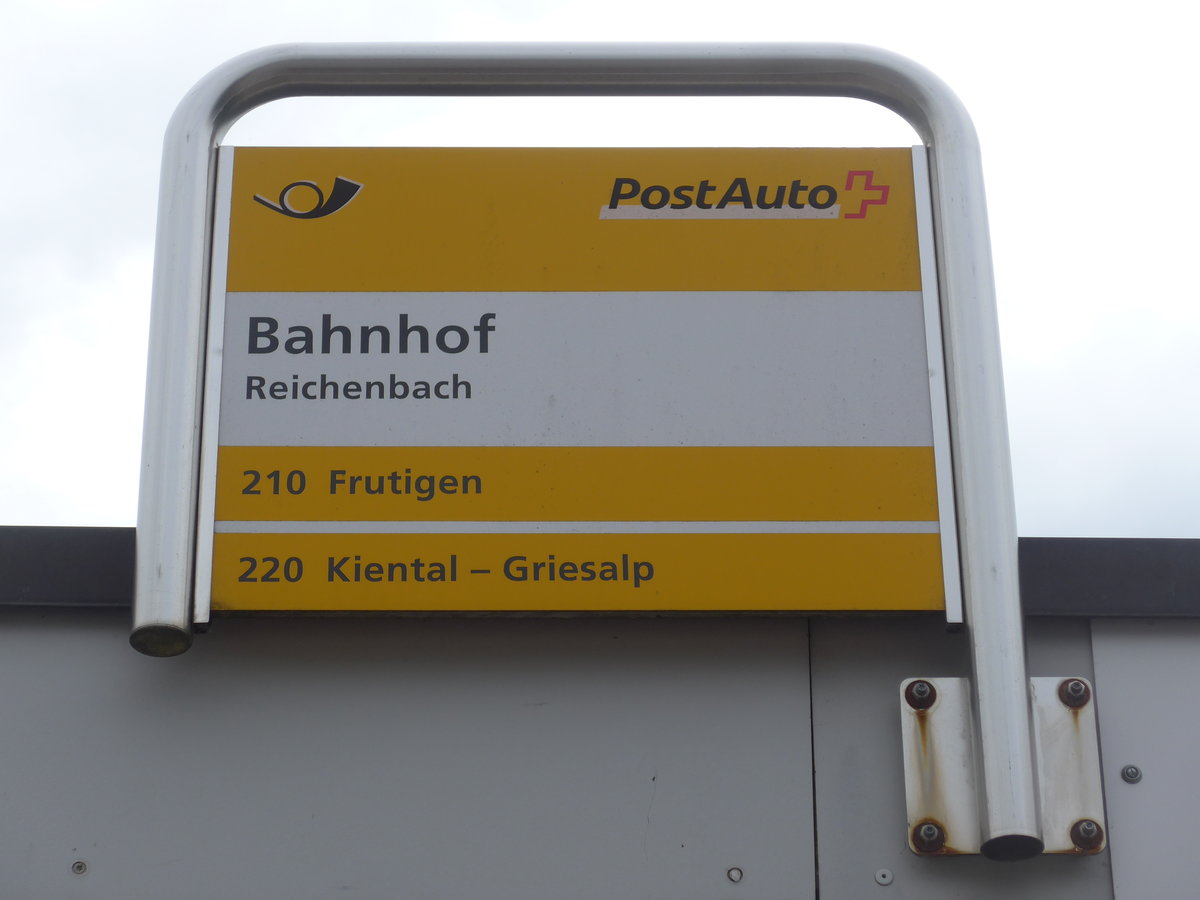 PostAuto
Bahnhof
Reichenbach
210 Frutigen
220 Kiental – Griesalp